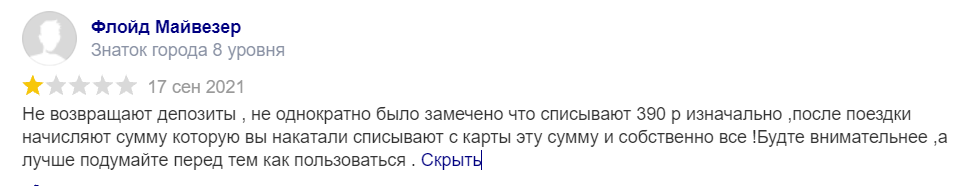 Флойд Майвезер
Знаток города 8 уровня
17 сен 2021
Не возвращают депозиты , не однократно было замечено что списывают 390 р изначально ,после поездки
начисляют сумму которую вы накатали списывают с карты эту сумму и собственно все !Будте внимательнее ,а
лучше подумайте перед тем как пользоваться . Скрыть